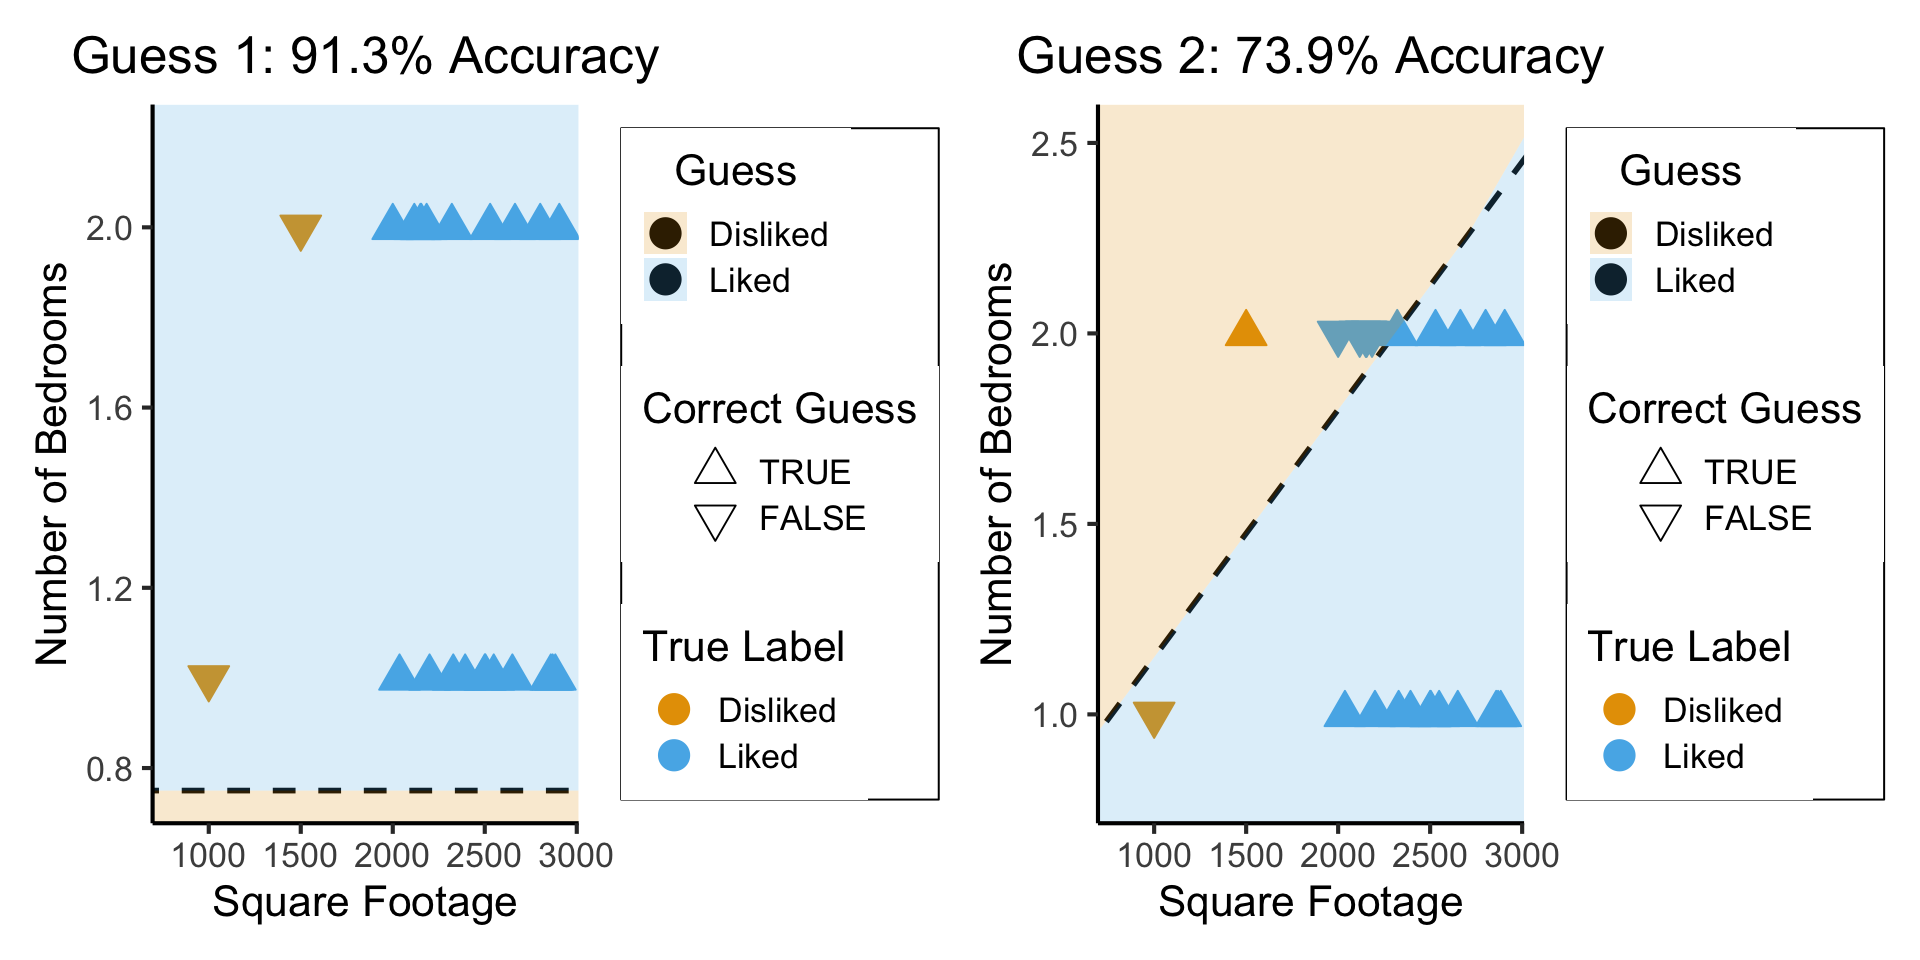 Guess 1: 91.3% Accuracy
Number of Bedrooms
2.0
1.6
1.2
0.8
1000 1500 2000 2500 3000
Square Footage
Guess
Disliked
Liked
Correct Guess
TRUE
FALSE
True Label
Disliked
Liked
Guess 2: 73.9% Accuracy
Number of Bedrooms
2.5
2.0
1.5
1.0
1000 1500 2000 2500 3000
Square Footage
Guess
Disliked
Liked
Correct Guess
TRUE
FALSE
True Label
Disliked
Liked